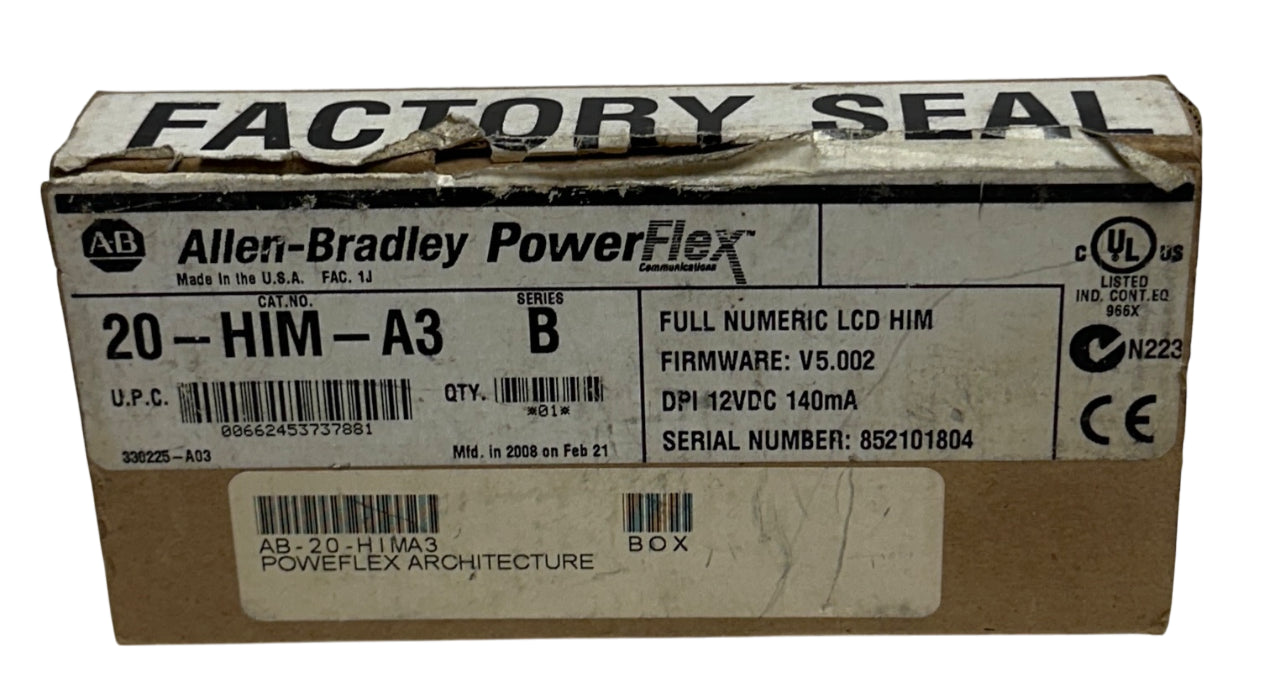 FACTORY SEAL
AB Allen-Bradley PowerFlex™
Communications
Made in the U.S.A. FAC. 1J
CAT.NO. SERIES
20-HIM-A3 B
U.P.C. QTY.
*01*
00662453737881
330225-A03 Mfd. in 2008 on Feb 21
FULL NUMERIC LCD HIM
FIRMWARE: V5.002
DPI 12VDC 140mA
SERIAL NUMBER: 852101804
C UL US
LISTED
IND. CONT.EQ
966X
N223
CE
AB-20-HIMA3 BOX
POWEFLEX ARCHITECTURE